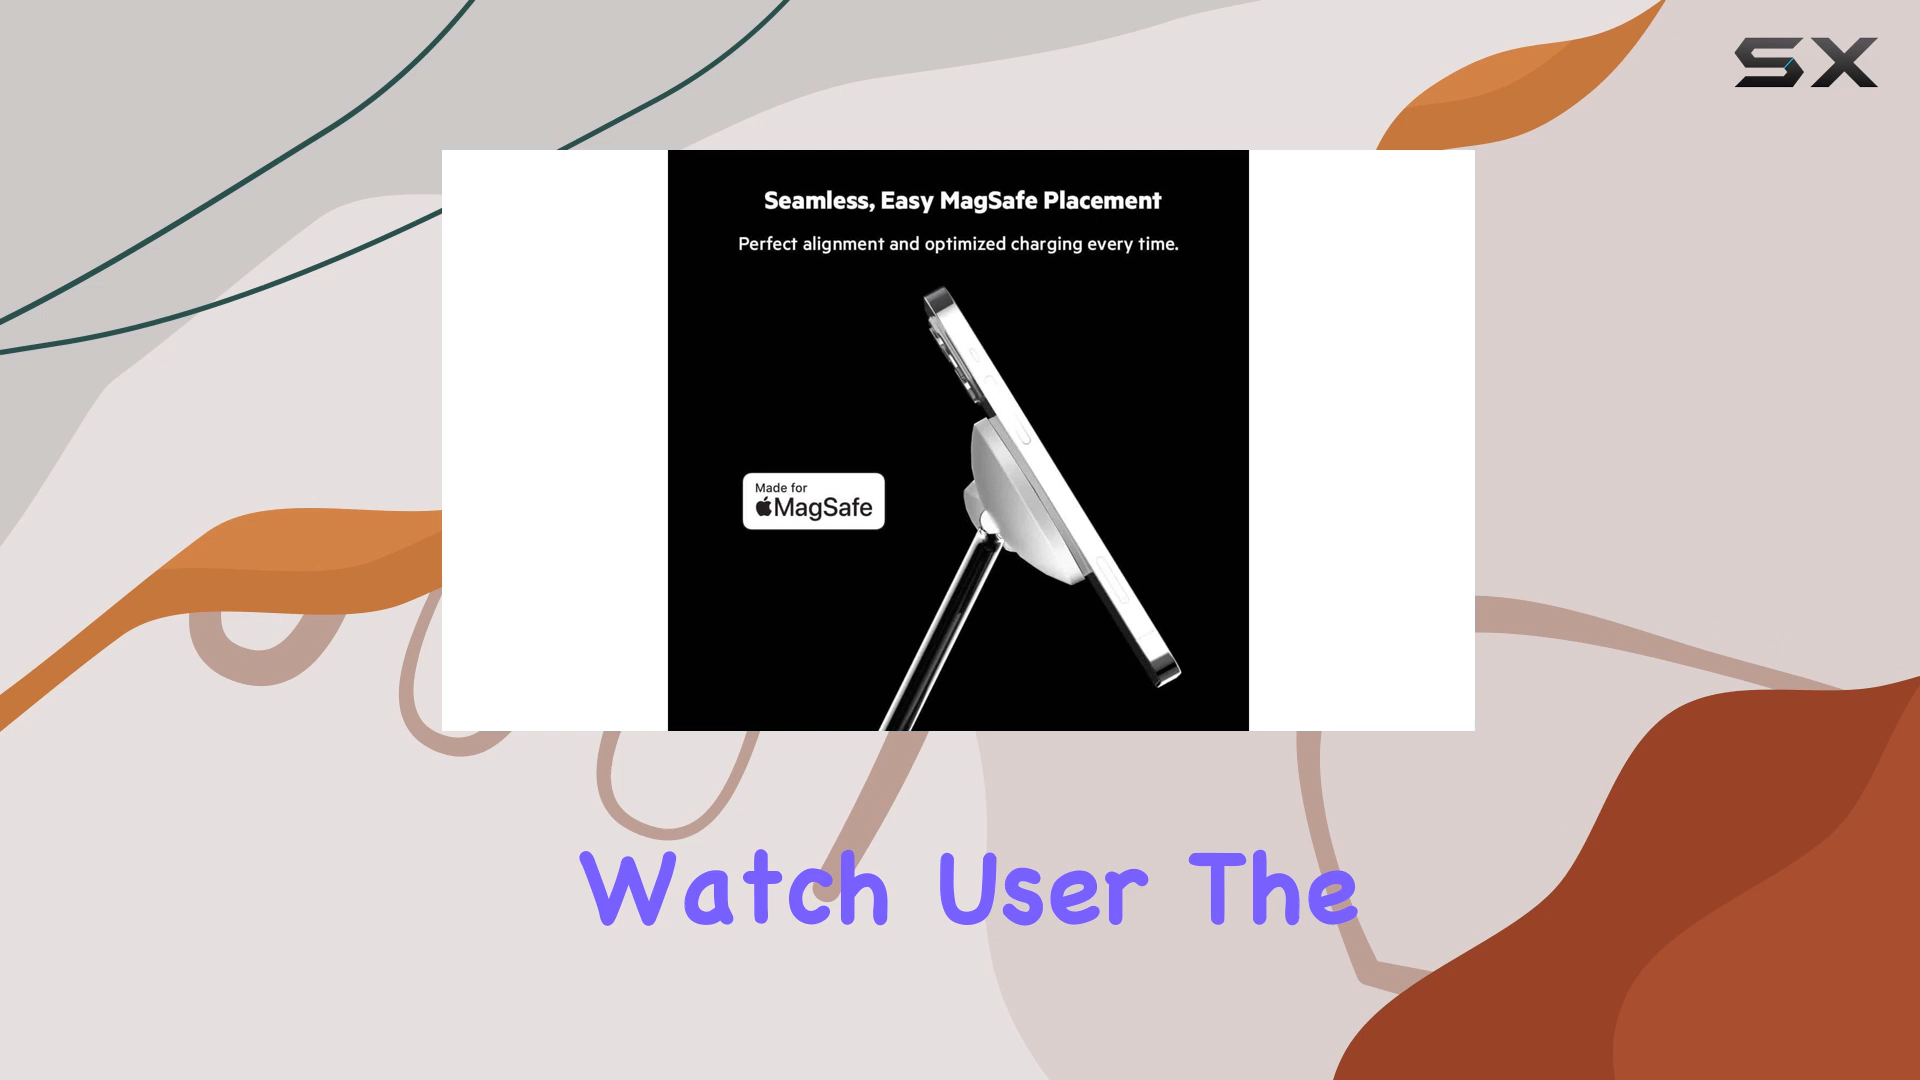 SX
Seamless, Easy MagSafe Placement
Perfect alignment and optimized charging every time.
Made for
MagSafe
Watch User The